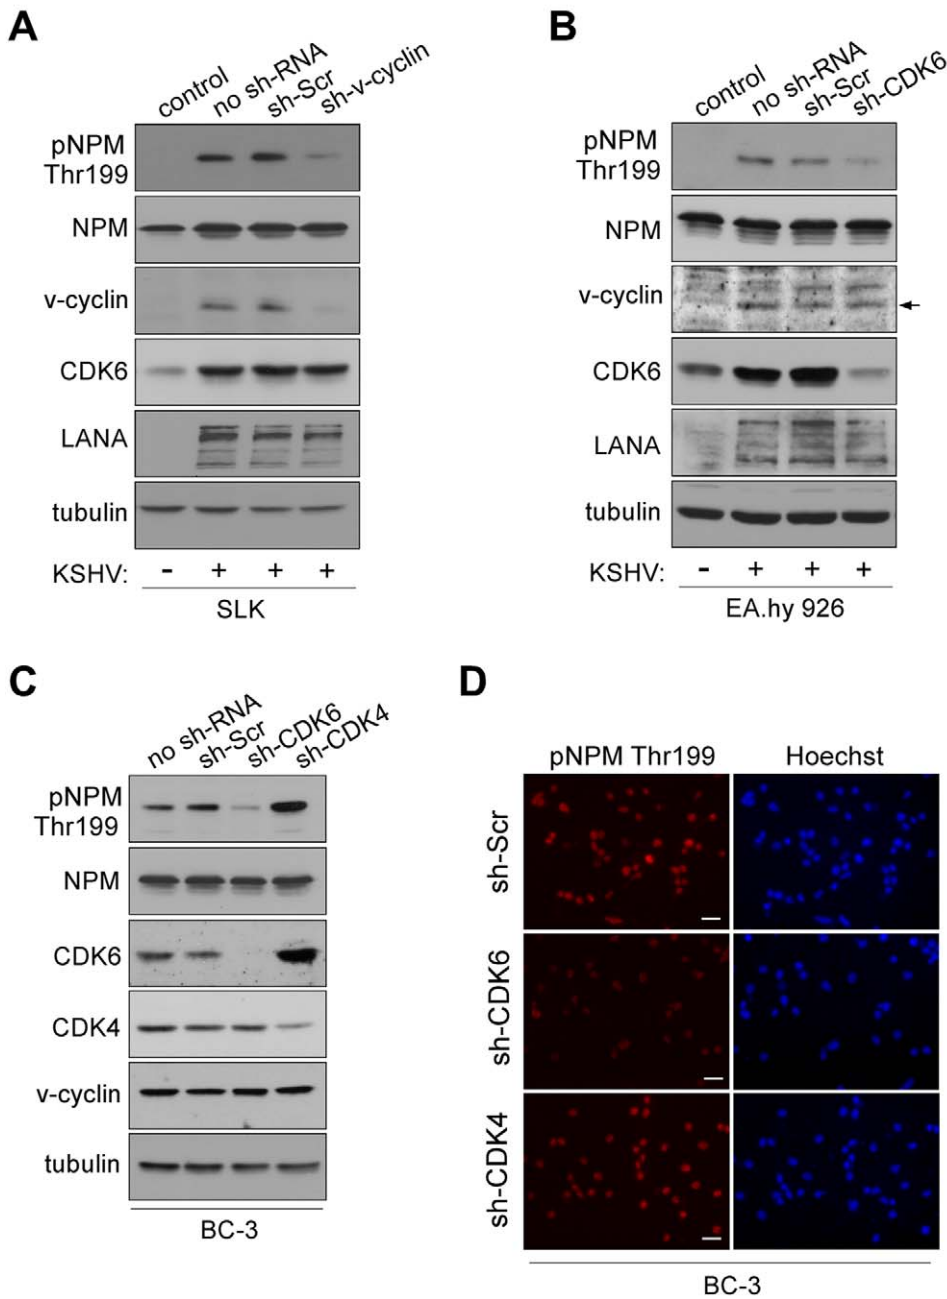 A
control
no sh-RNA
sh-Scr
sh-v-cyclin
pNPM
Thr199
NPM
v-cyclin
CDK6
LANA
tubulin
KSHV: - + + +
SLK
B
control
no sh-RNA
sh-Scr
sh-CDK6
pNPM
Thr199
NPM
v-cyclin
CDK6
LANA
tubulin
KSHV: - + + +
EA.hy 926
C
no sh-RNA
sh-Scr
sh-CDK6
sh-CDK4
pNPM
Thr199
NPM
CDK6
CDK4
v-cyclin
tubulin
BC-3
D
pNPM Thr199 Hoechst
sh-Scr
sh-CDK6
sh-CDK4
BC-3